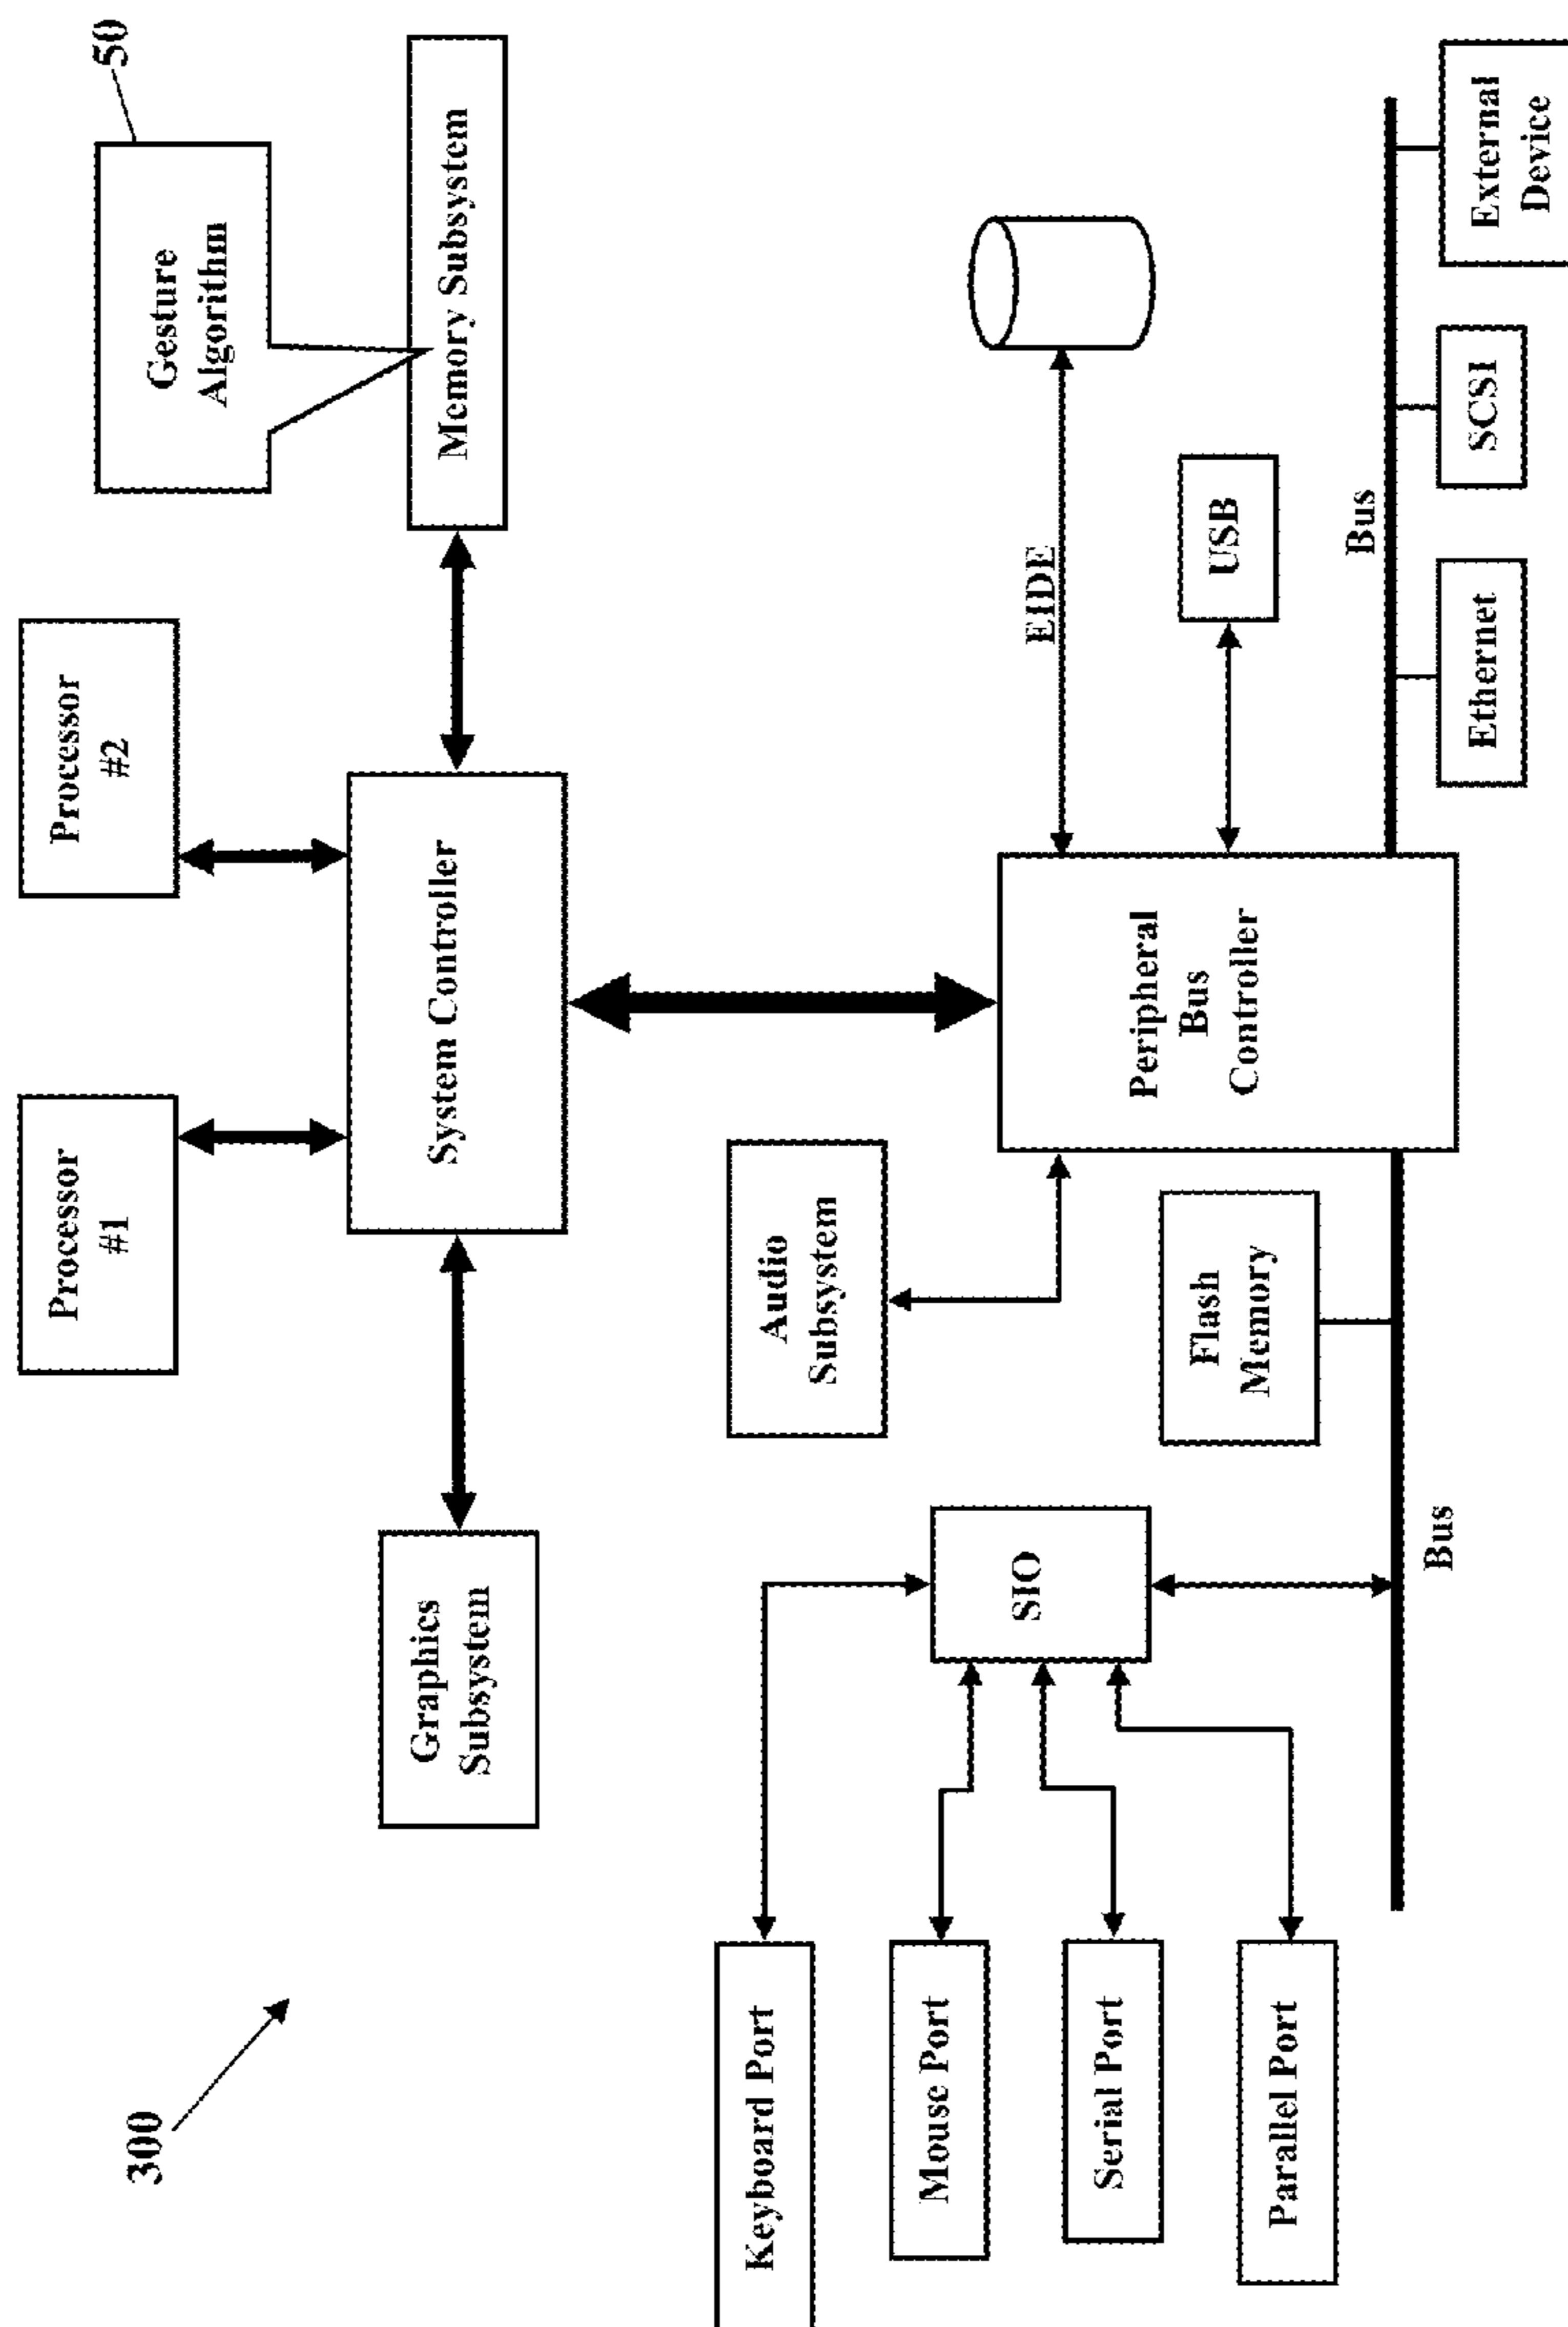 300
50
Processor
#1
Processor
#2
Gesture
Algorithm
Graphics
Subsystem
System Controller
Memory Subsystem
Keyboard Port
Mouse Port
Serial Port
Parallel Port
SIO
Audio
Subsystem
Flash
Memory
Peripheral
Bus
Controller
EIDE
USB
Bus
Bus
Ethernet
SCSI
External
Device